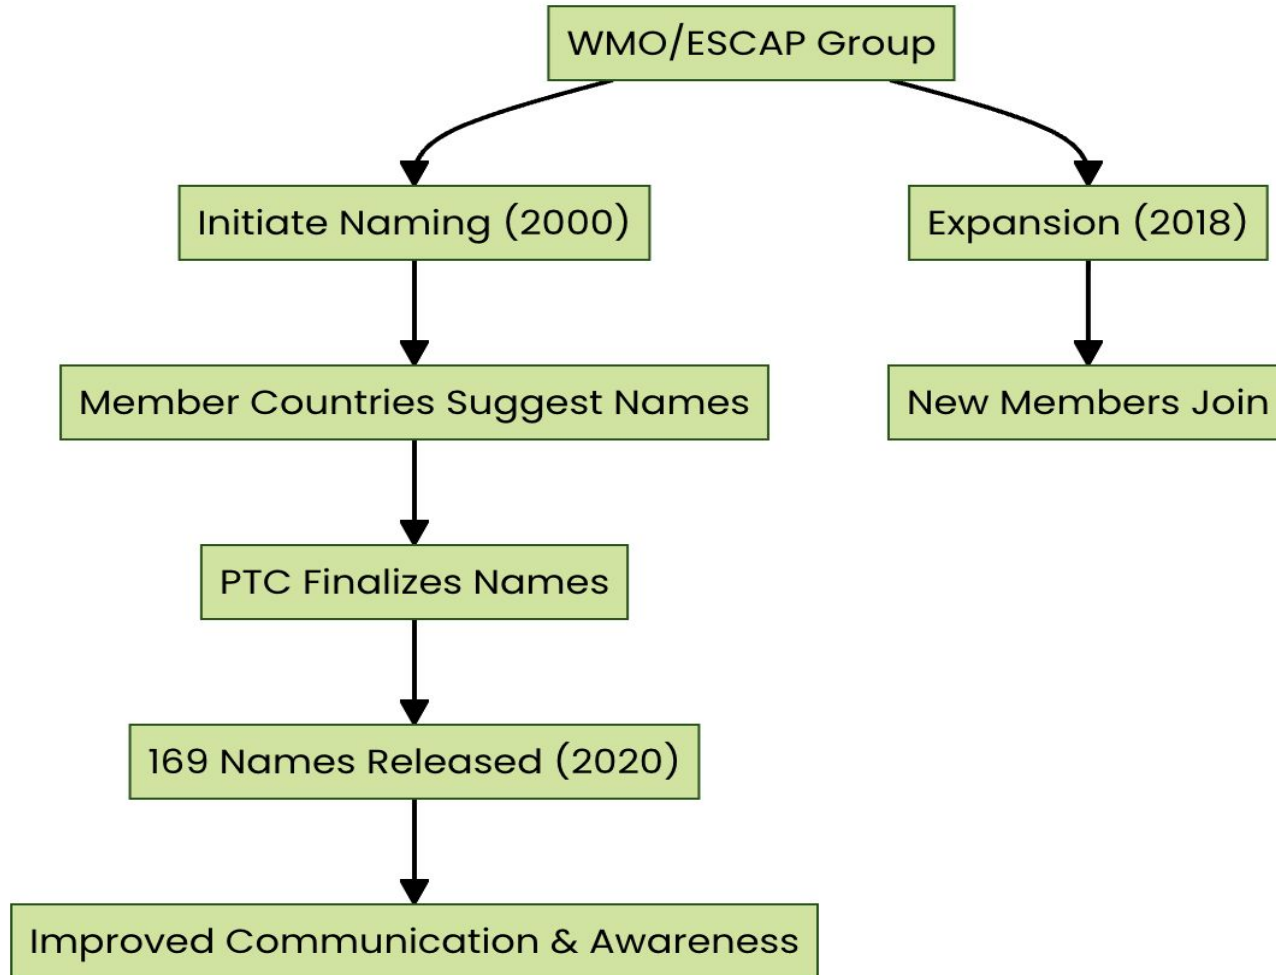 WMO/ESCAP Group
Initiate Naming (2000)
Expansion (2018)
Member Countries Suggest Names
New Members Join
PTC Finalizes Names
169 Names Released (2020)
Improved Communication & Awareness